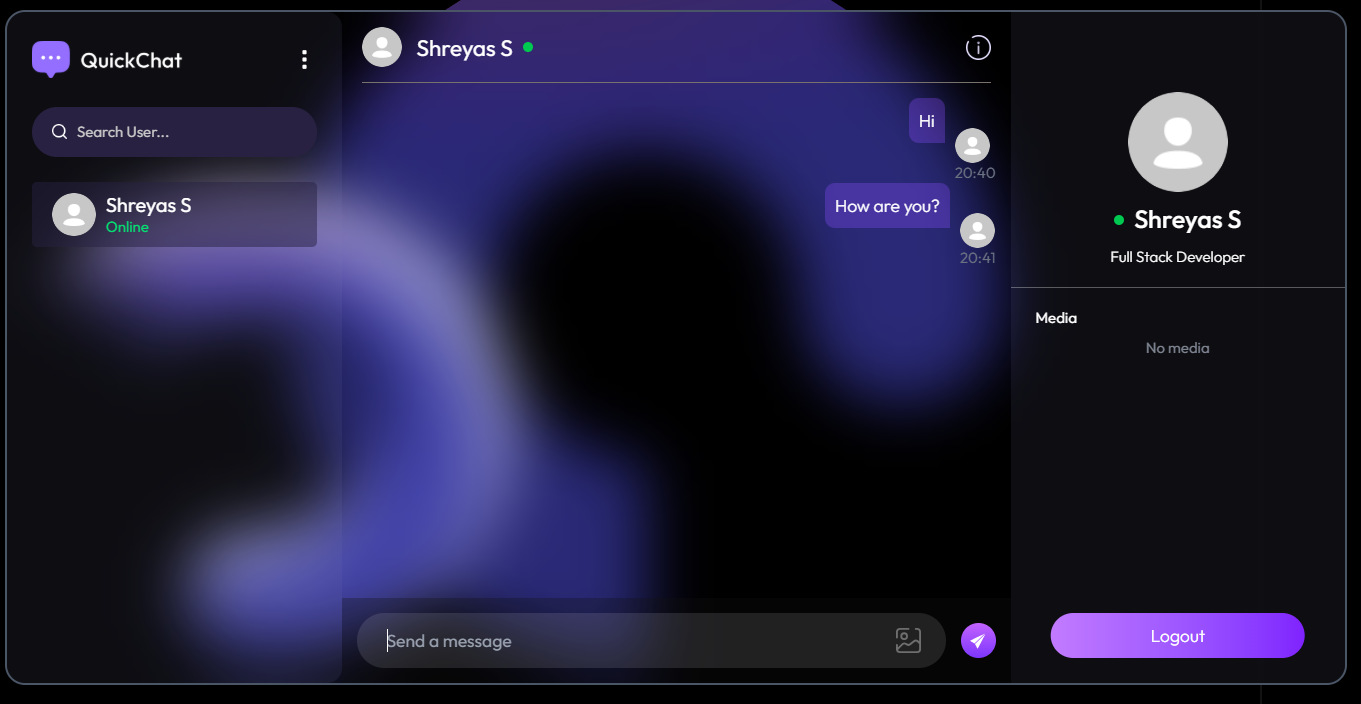 QuickChat
Search User...
Shreyas S
Online
Shreyas S
Hi
20:40
How are you?
20:41
Send a message
Shreyas S
Full Stack Developer
Media
No media
Logout